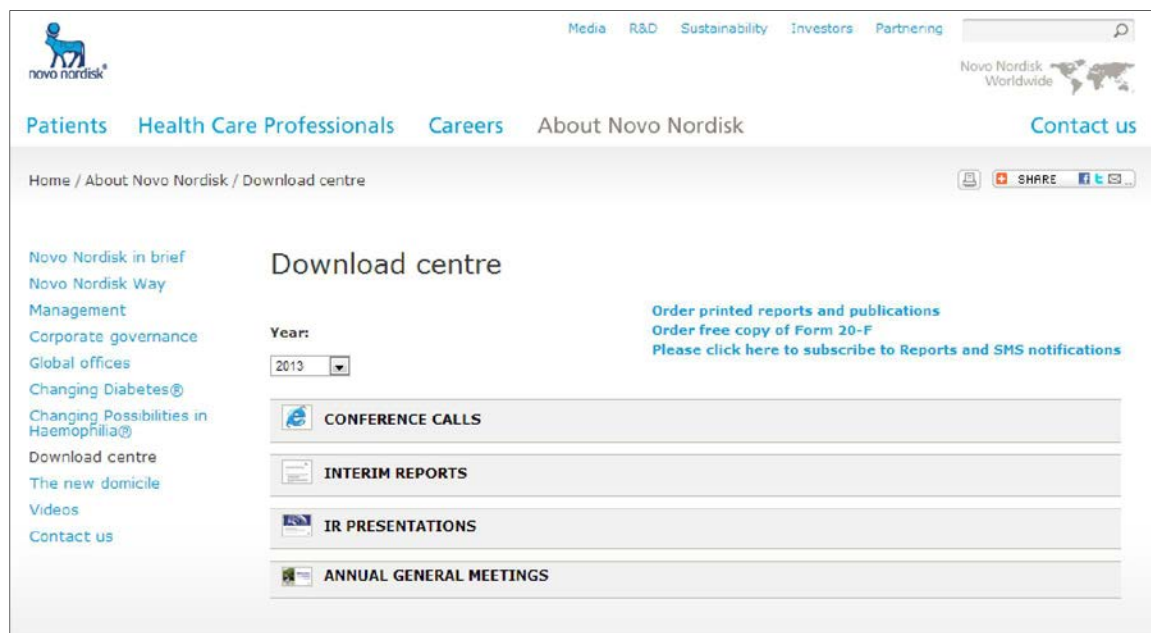 Media R&D Sustainability Investors Partnering
novo nordisk®
Novo Nordisk
Worldwide
Patients Health Care Professionals Careers About Novo Nordisk Contact us
Home / About Novo Nordisk / Download centre
SHARE
Novo Nordisk in brief
Novo Nordisk Way
Management
Corporate governance
Global offices
Changing Diabetes®
Changing Possibilities in
Haemophilia®
Download centre
The new domicile
Videos
Contact us
Download centre
Order printed reports and publications
Order free copy of Form 20-F
Please click here to subscribe to Reports and SMS notifications
Year:
2013
CONFERENCE CALLS
INTERIM REPORTS
IR PRESENTATIONS
ANNUAL GENERAL MEETINGS